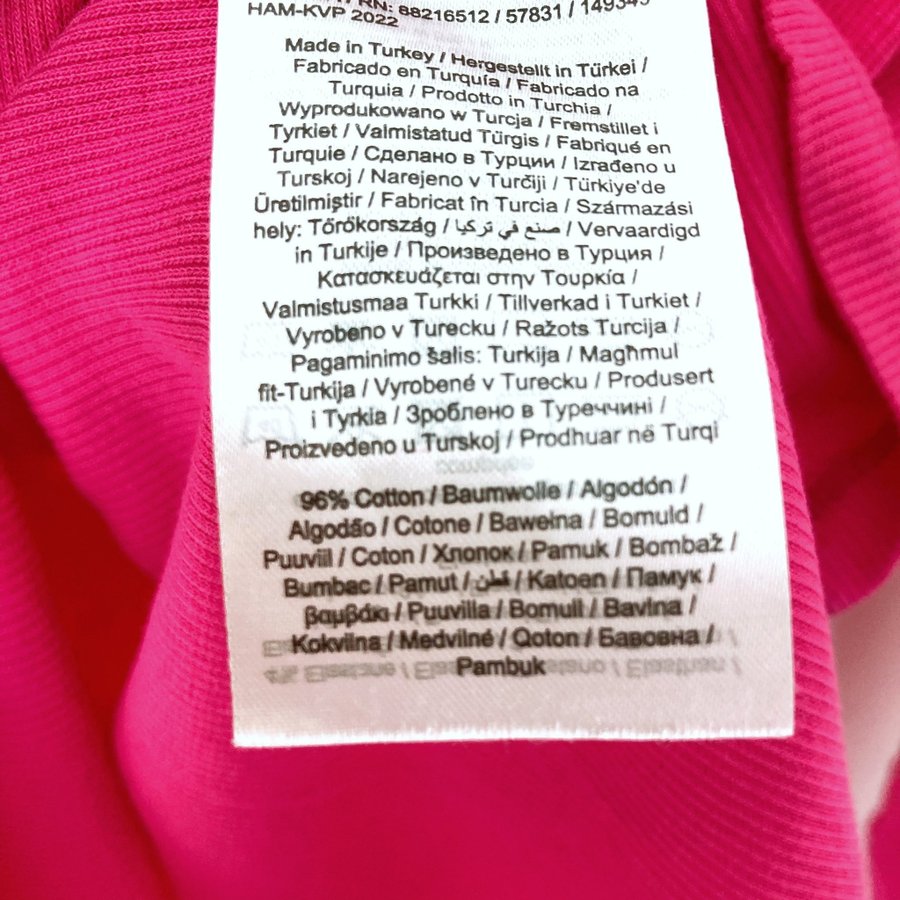 RN: 88216512 / 57831 / 149345
HAM-KVP 2022
Made in Turkey / Hergestellt in Türkei /
Fabricado en Turquía / Fabricado na
Turquia / Prodotto in Turchia /
Wyprodukowano w Turcja / Fremstillet i
Tyrkiet / Valmistatud Türgis / Fabriqué en
Turquie / Сделано в Турции / Izrađeno u
Turskoj / Narejeno v Turčiji / Türkiye'de
Üretilmiştir / Fabricat în Turcia / Származási
hely: Törökország / صنع في تركيا / Vervaardigd
in Turkije / Произведено в Турция /
Κατασκευάζεται στην Τουρκία /
Valmistusmaa Turkki / Tillverkad i Turkiet /
Vyrobeno v Turecku / Ražots Turcija /
Pagaminimo šalis: Turkija / Magħmul
fit-Turkija / Vyrobené v Turecku / Produsert
i Tyrkia / Зроблено в Туреччині /
Proizvedeno u Turskoj / Prodhuar në Turqi
96% Cotton / Baumwolle / Algodón /
Algodão / Cotone / Bawełna / Bomuld /
Puuvill / Coton / Хлопок / Pamuk / Bombaž /
Bumbac / Pamut / قطن / Katoen / Памук /
βαμβάκι / Puuvilla / Bomull / Bavlna /
Kokvilna / Medvilnė / Qoton / Бавовна /
Pambuk